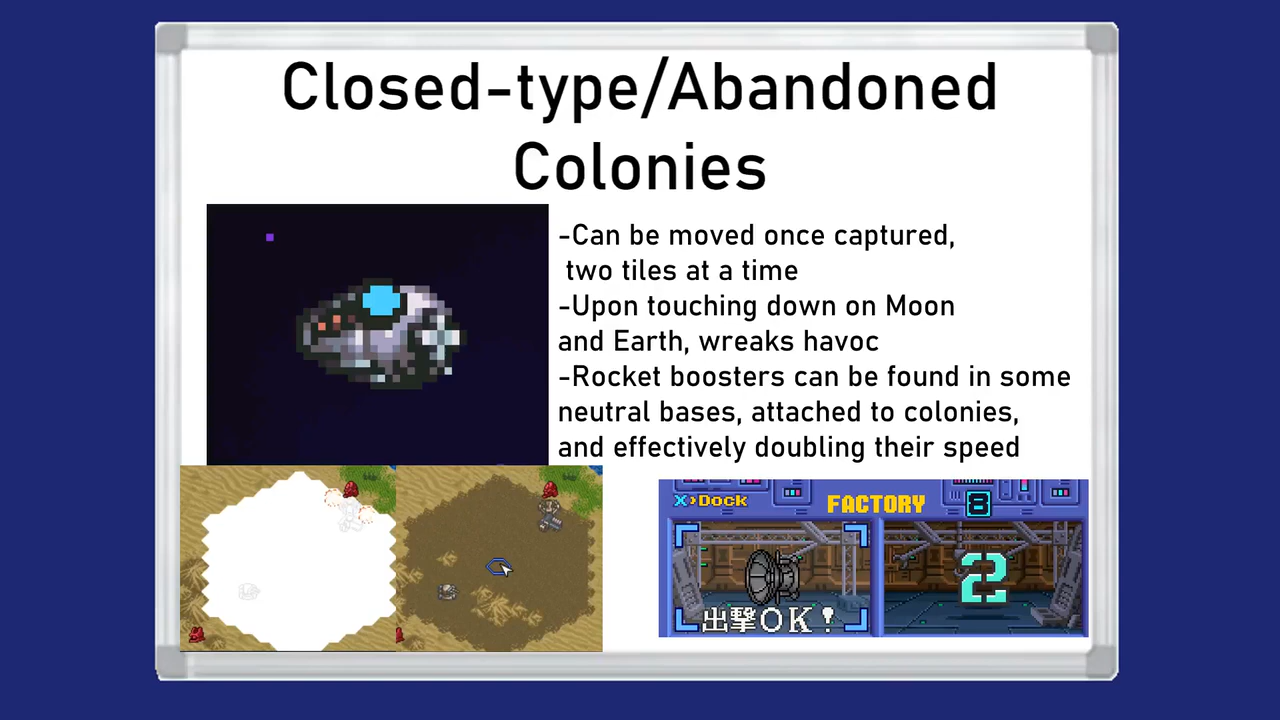 Closed-type/Abandoned
Colonies
-Can be moved once captured,
two tiles at a time
-Upon touching down on Moon
and Earth, wreaks havoc
-Rocket boosters can be found in some
neutral bases, attached to colonies,
and effectively doubling their speed
X>Dock
FACTORY
8
2
出撃OK!